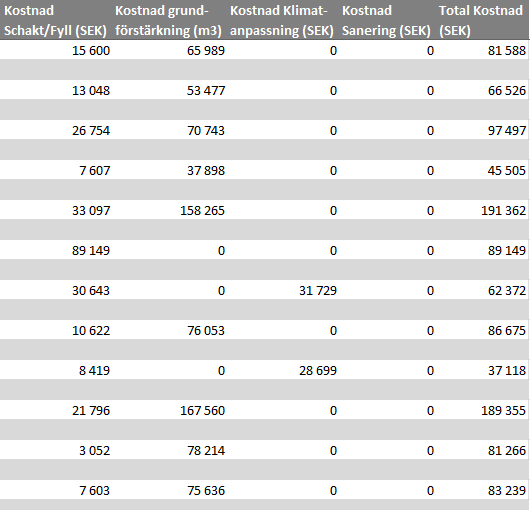 Kostnad Kostnad grund- Kostnad Klimat- Kostnad Total Kostnad
Schakt/Fyll (SEK) förstärkning (m3) anpassning (SEK) Sanering (SEK) (SEK)
15 600 65 989 0 0 81 588
13 048 53 477 0 0 66 526
26 754 70 743 0 0 97 497
7 607 37 898 0 0 45 505
33 097 158 265 0 0 191 362
89 149 0 0 0 89 149
30 643 0 31 729 0 62 372
10 622 76 053 0 0 86 675
8 419 0 28 699 0 37 118
21 796 167 560 0 0 189 355
3 052 78 214 0 0 81 266
7 603 75 636 0 0 83 239